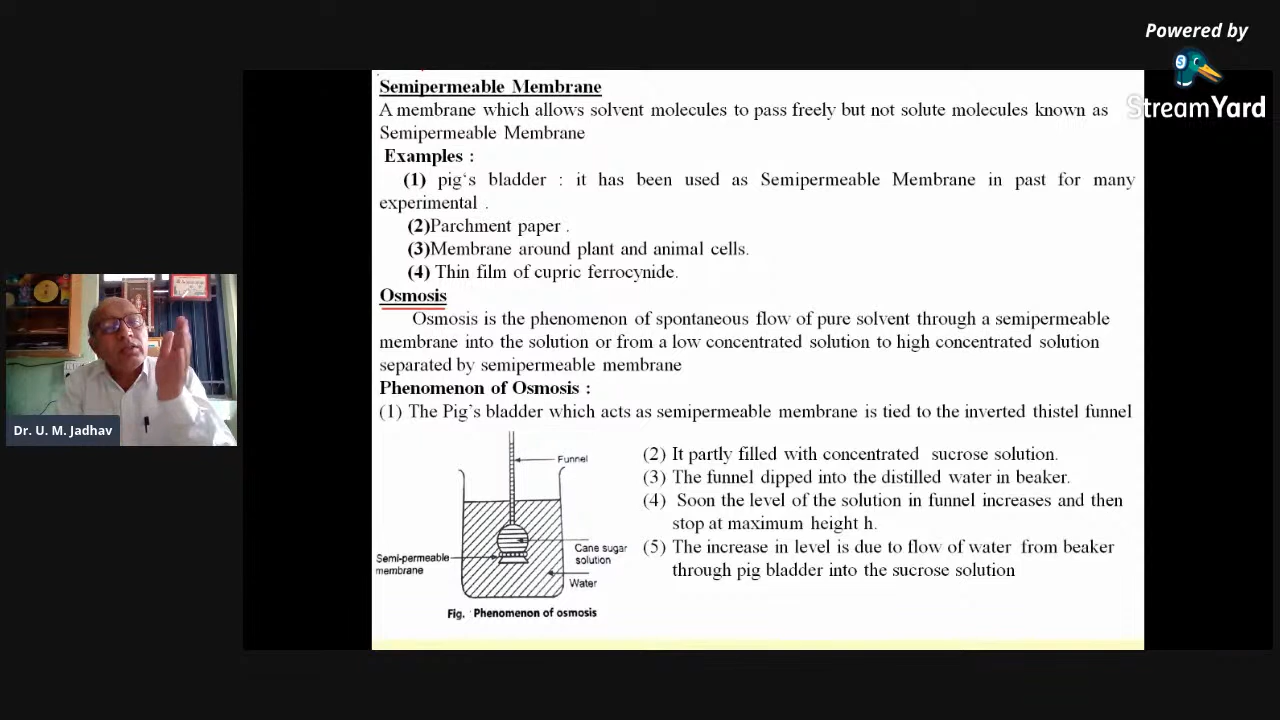 Powered by
StreamYard
Semipermeable Membrane
A membrane which allows solvent molecules to pass freely but not solute molecules known as
Semipermeable Membrane
Examples :
(1) pig‘s bladder : it has been used as Semipermeable Membrane in past for many
experimental .
(2)Parchment paper .
(3)Membrane around plant and animal cells.
(4) Thin film of cupric ferrocynide.
Osmosis
Osmosis is the phenomenon of spontaneous flow of pure solvent through a semipermeable
membrane into the solution or from a low concentrated solution to high concentrated solution
separated by semipermeable membrane
Phenomenon of Osmosis :
(1) The Pig’s bladder which acts as semipermeable membrane is tied to the inverted thistel funnel
Funnel
Semi-permeable
membrane
Cane sugar
solution
Water
Fig. Phenomenon of osmosis
(2) It partly filled with concentrated sucrose solution.
(3) The funnel dipped into the distilled water in beaker.
(4) Soon the level of the solution in funnel increases and then
stop at maximum height h.
(5) The increase in level is due to flow of water from beaker
through pig bladder into the sucrose solution
Dr. U. M. Jadhav